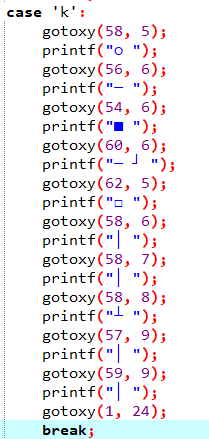 case 'k':
gotoxy(58, 5);
printf("○ ");
gotoxy(56, 6);
printf("─ ");
gotoxy(54, 6);
printf("■ ");
gotoxy(60, 6);
printf("─ ┘ ");
gotoxy(62, 5);
printf("□ ");
gotoxy(58, 6);
printf("│ ");
gotoxy(58, 7);
printf("│ ");
gotoxy(58, 8);
printf("┴ ");
gotoxy(57, 9);
printf("│ ");
gotoxy(59, 9);
printf("│ ");
gotoxy(1, 24);
break;